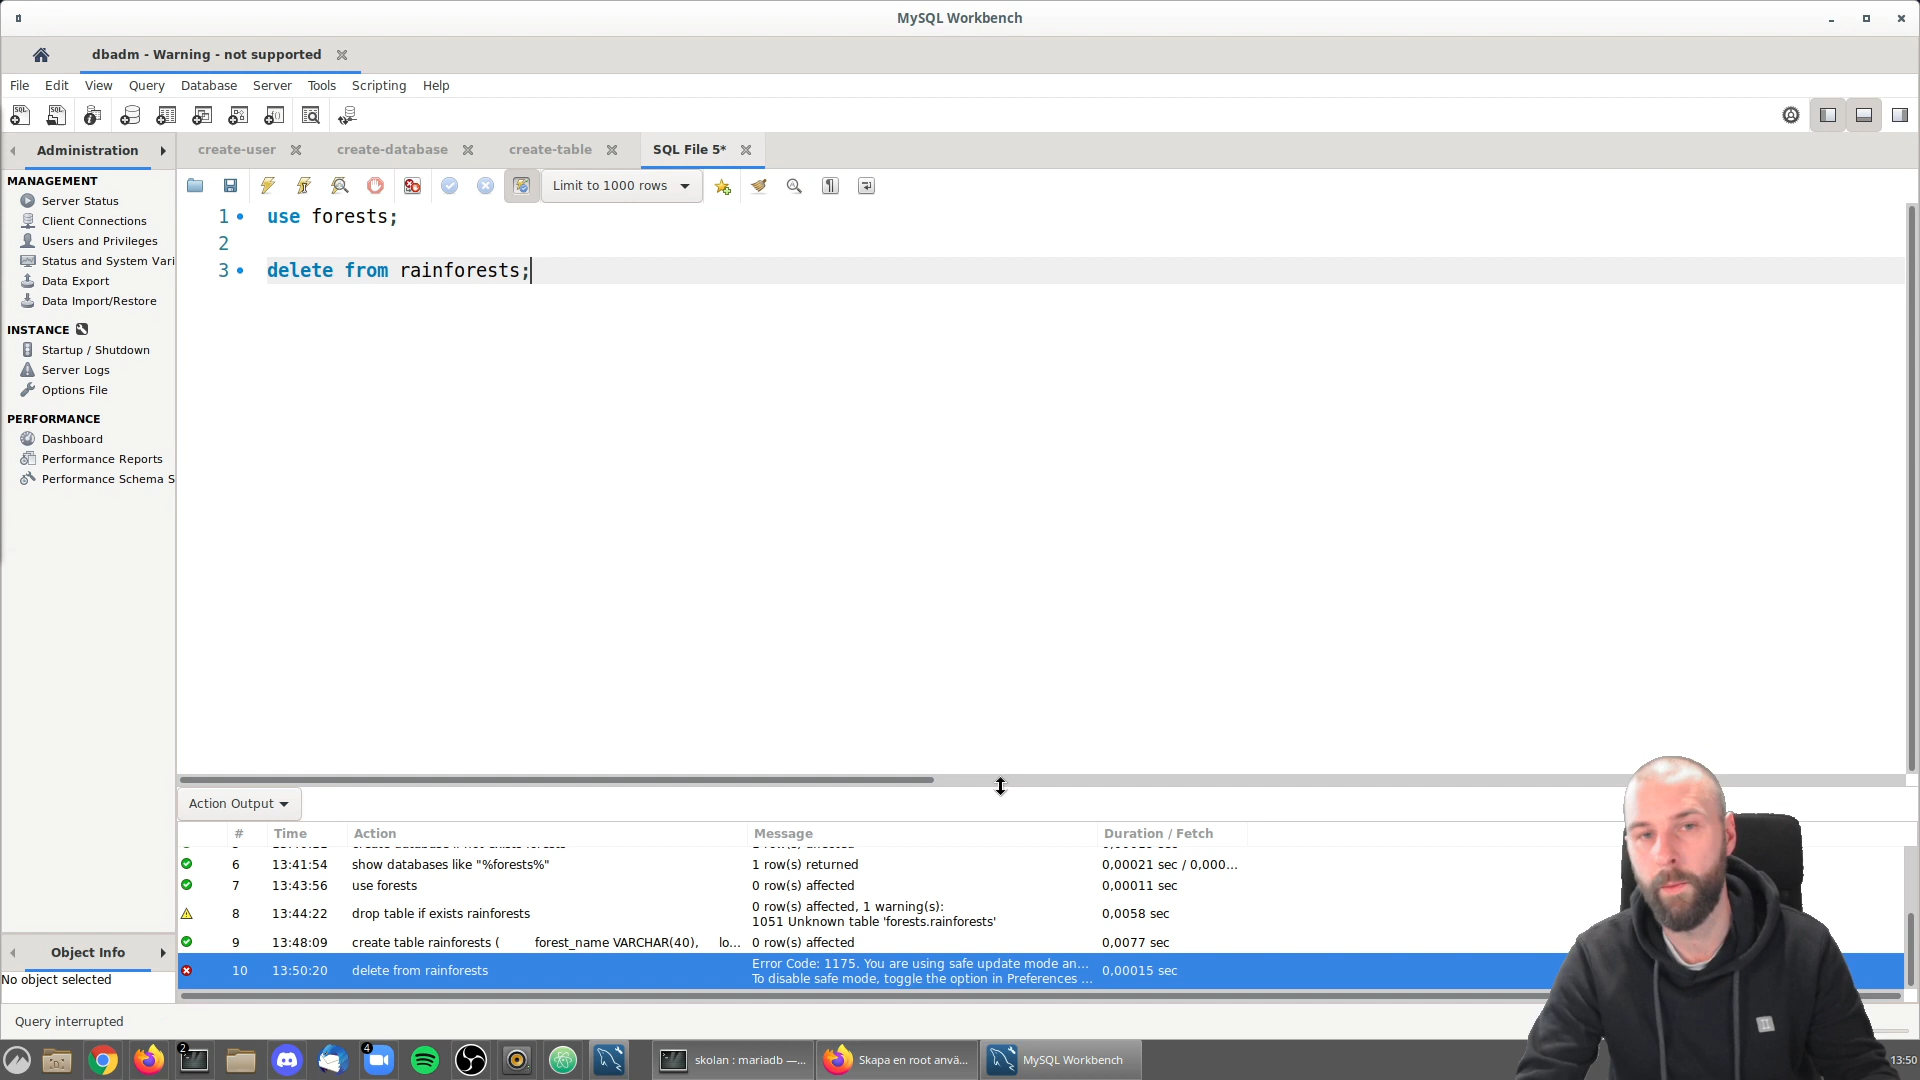 MySQL Workbench
dbadm - Warning - not supported
File Edit View Query Database Server Tools Scripting Help
Administration
create-user create-database create-table SQL File 5*
MANAGEMENT
Server Status
Client Connections
Users and Privileges
Status and System Vari
Data Export
Data Import/Restore
INSTANCE
Startup / Shutdown
Server Logs
Options File
PERFORMANCE
Dashboard
Performance Reports
Performance Schema S
Limit to 1000 rows
1 use forests;
2
3 delete from rainforests;
Action Output
# Time Action Message Duration / Fetch
6 13:41:54 show databases like "%forests%" 1 row(s) returned 0,00021 sec / 0,000...
7 13:43:56 use forests 0 row(s) affected 0,00011 sec
8 13:44:22 drop table if exists rainforests 0 row(s) affected, 1 warning(s): 0,0058 sec
1051 Unknown table 'forests.rainforests'
9 13:48:09 create table rainforests ( forest_name VARCHAR(40), lo... 0 row(s) affected 0,0077 sec
10 13:50:20 delete from rainforests Error Code: 1175. You are using safe update mode an... 0,00015 sec
To disable safe mode, toggle the option in Preferences ...
Object Info
No object selected
Query interrupted
2 4 skolan : mariadb —... Skapa en root anvä... MySQL Workbench 13:50